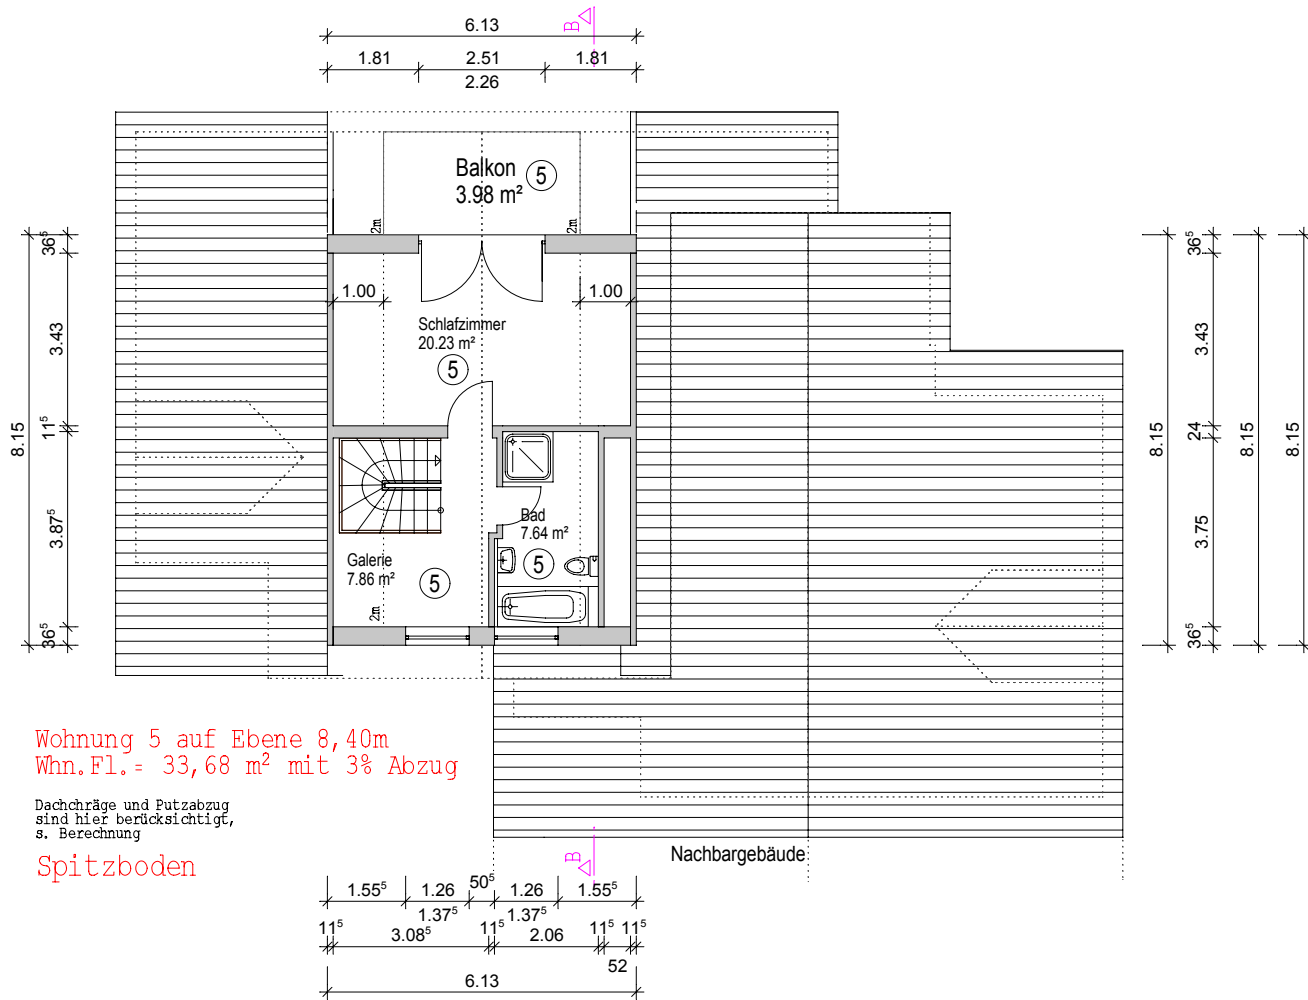 B
6.13
1.81
2.51
1.81
2.26
Balkon
3.98 m²
5
2m
2m
36⁵
3.43
11⁵
3.87⁵
36⁵
8.15
1.00
1.00
Schlafzimmer
20.23 m²
5
Bad
7.64 m²
5
Galerie
7.86 m²
5
2m
8.15
36⁵
3.43
24
3.75
36⁵
8.15
8.15
Wohnung 5 auf Ebene 8,40m
Whn.Fl.= 33,68 m² mit 3% Abzug
Dachchräge und Putzabzug
sind hier berücksichtigt,
s. Berechnung
Spitzboden
B
Nachbargebäude
1.55⁵
1.26
50⁵
1.26
1.55⁵
1.37⁵
1.37⁵
11⁵
3.08⁵
11⁵
2.06
11⁵
11⁵
52
6.13